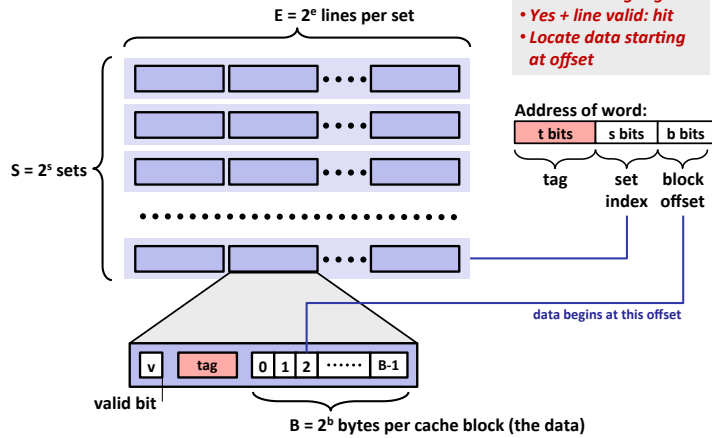 E = 2ᵉ lines per set
• Yes + line valid: hit
• Locate data starting
at offset
Address of word:
t bits s bits b bits
S = 2ˢ sets
tag set index block offset
data begins at this offset
v tag 0 1 2 B-1
valid bit
B = 2ᵇ bytes per cache block (the data)